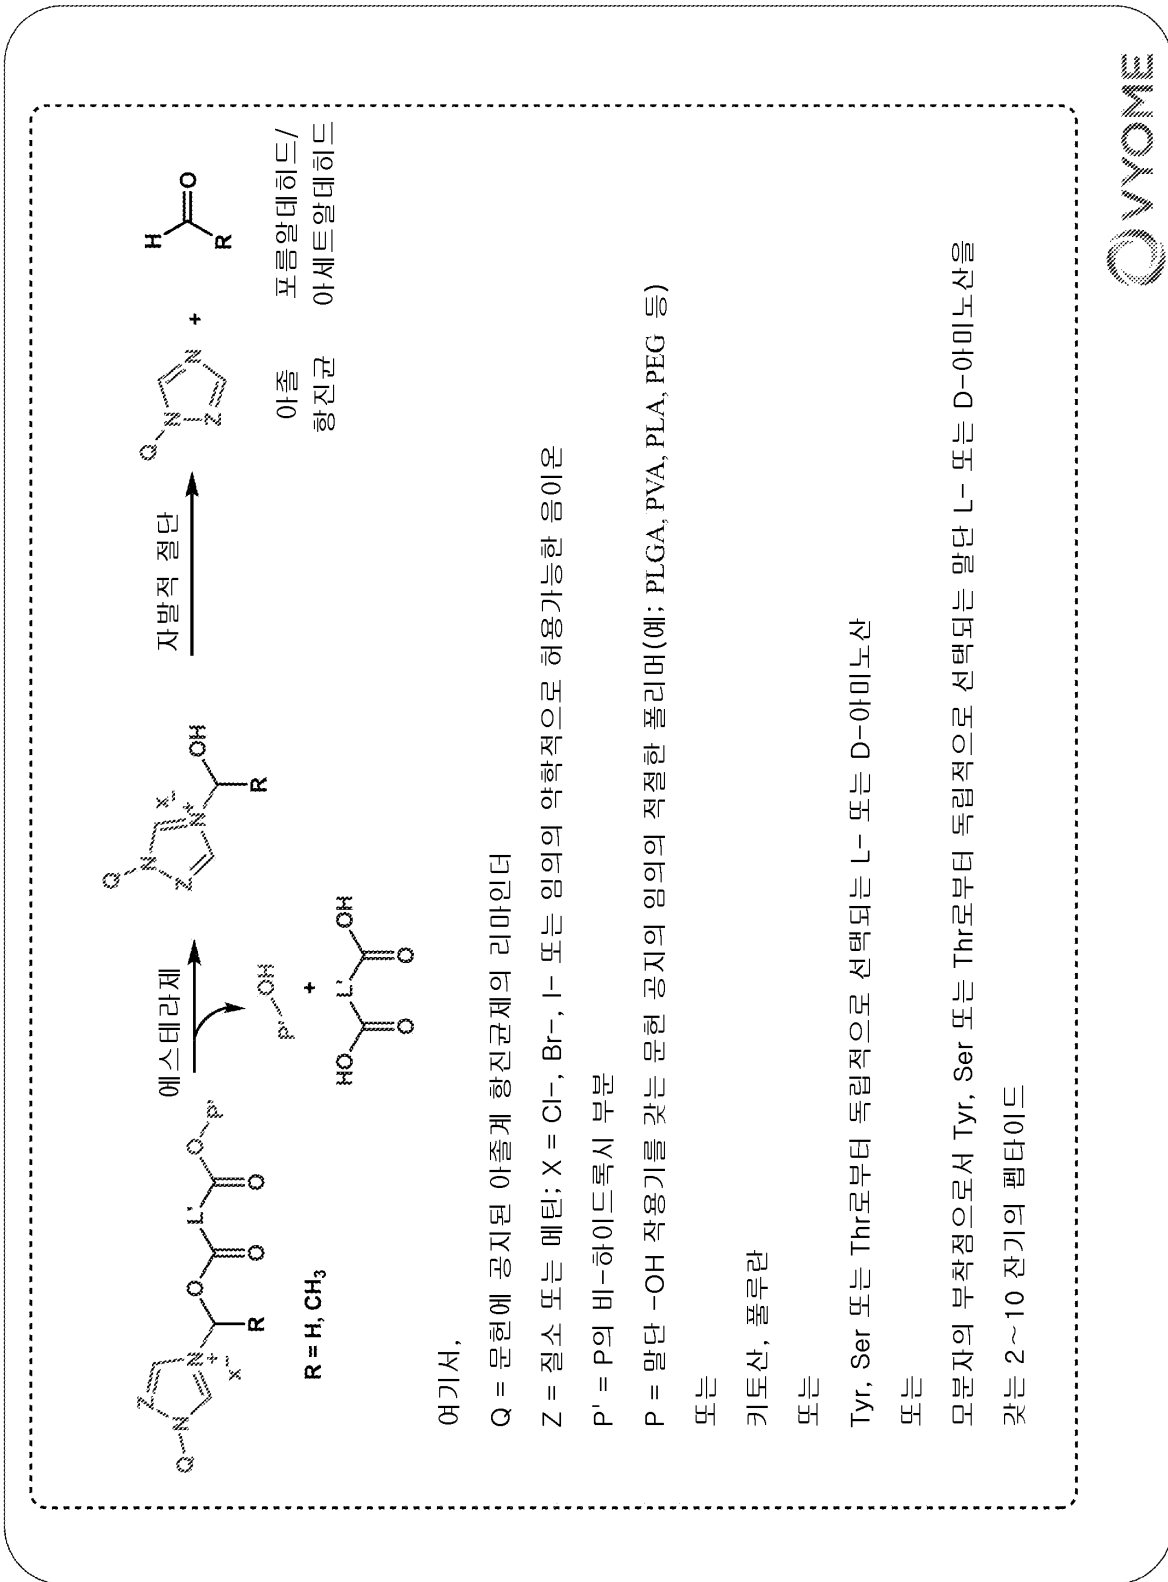 Q
N
Z
N
+
X-
R
O
L'
O
O
O
P'
R = H, CH3
에스테라제
P'
OH
+
HO
L'
OH
O
O
Q
N
Z
N
+
X-
OH
R
자발적 절단
Q
N
Z
N
+
H
R
O
아졸
항진균
포름알데히드/
아세트알데히드
여기서,
Q = 문헌에 공지된 아졸계 항진균제의 리마인더
Z = 질소 또는 메틴; X = Cl-, Br-, I- 또는 임의의 약학적으로 허용가능한 음이온
P' = P의 비-하이드록시 부분
P = 말단 -OH 작용기를 갖는 문헌 공지의 임의의 적절한 폴리머(예; PLGA, PVA, PLA, PEG 등)
또는
키토산, 풀루란
또는
Tyr, Ser 또는 Thr로부터 독립적으로 선택되는 L- 또는 D-아미노산
또는
모분자의 부착점으로서 Tyr, Ser 또는 Thr로부터 독립적으로 선택되는 말단 L- 또는 D-아미노산을
갖는 2~10 잔기의 펩타이드
VYOME